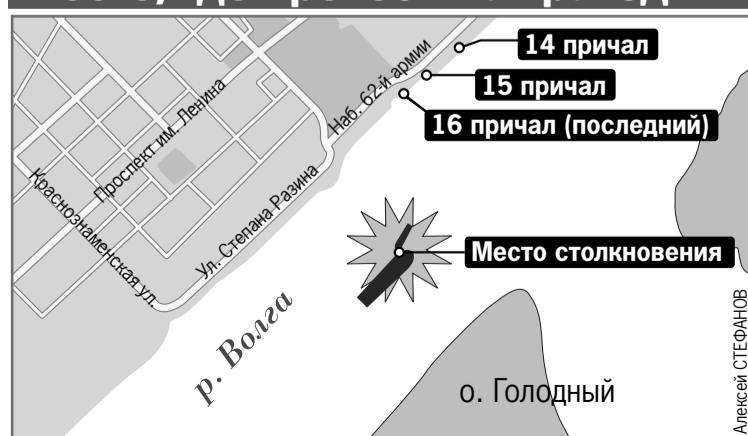 14 причал
15 причал
16 причал (последний)
Наб. 62-й армии
Проспект им. Ленина
Краснознаменская ул.
Ул. Степана Разина
Место столкновения
р. Волга
о. Голодный
Алексей СТЕФАНОВ